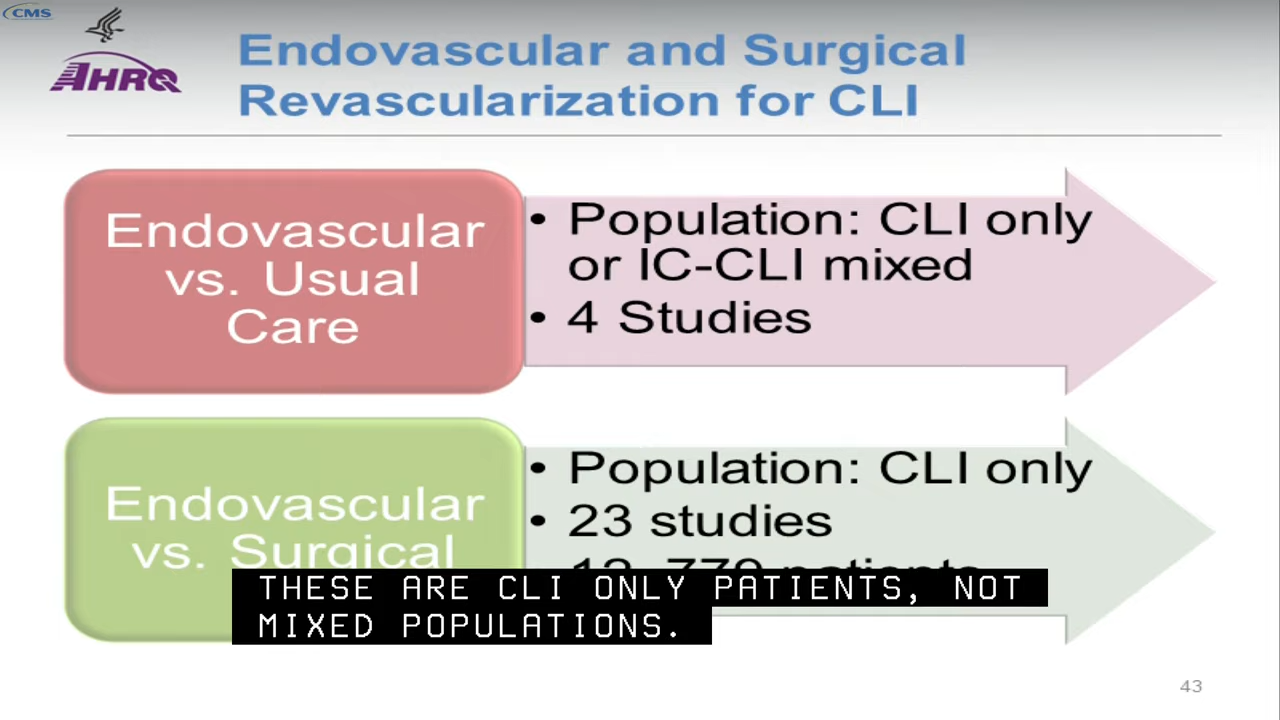 CMS
AHRQ
Endovascular and Surgical
Revascularization for CLI
Endovascular
vs. Usual
Care
• Population: CLI only
or IC-CLI mixed
• 4 Studies
Endovascular
vs. Surgical
• Population: CLI only
• 23 studies
patients
THESE ARE CLI ONLY PATIENTS, NOT
MIXED POPULATIONS.
43